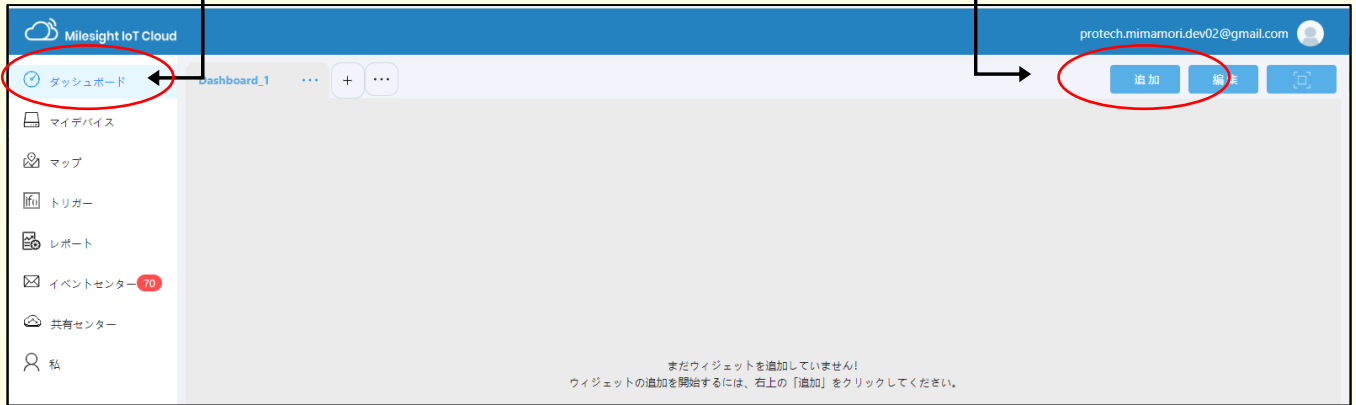 Milesight IoT Cloud
protech.mimamori.dev02@gmail.com
ダッシュボード
Dashboard_1 ... + ...
追加 編集
マイデバイス
マップ
トリガー
レポート
イベントセンター 70
共有センター
私
まだウィジェットを追加していません!
ウィジェットの追加を開始するには、右上の「追加」をクリックしてください。